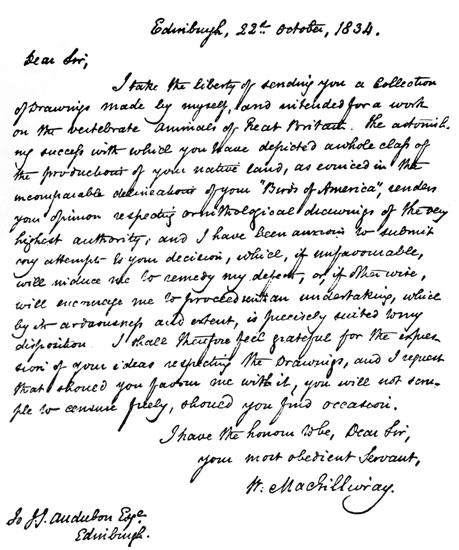 Edinburgh, 22d October, 1834.
Dear Sir,
I take the liberty of sending you a Collection
of Drawings made by myself, and intended for a work
on the vertebrate animals of Great Britain. The astonish-
ing success with which you have depicted a whole class of
the productions of your native land, as evinced in the
incomparable delineations of your "Birds of America", renders
your opinion respecting ornithological drawings of the very
highest authority; and I have been anxious to submit
my attempts to your decision, which, if unfavourable,
will induce me to remedy my defects, or, if otherwise,
will encourage me to proceed with an undertaking, which
by its arduousness and extent, is precisely suited to my
disposition. I shall therefore feel grateful for the expres-
sion of your ideas respecting the Drawings, and I request
that should you favour me with it, you will not scru-
ple to censure freely, should you find occasion.
I have the honour to be, Dear Sir,
your most obedient Servant,
W. MacGillivray.
To J. J. Audubon Esqe.
Edinburgh.